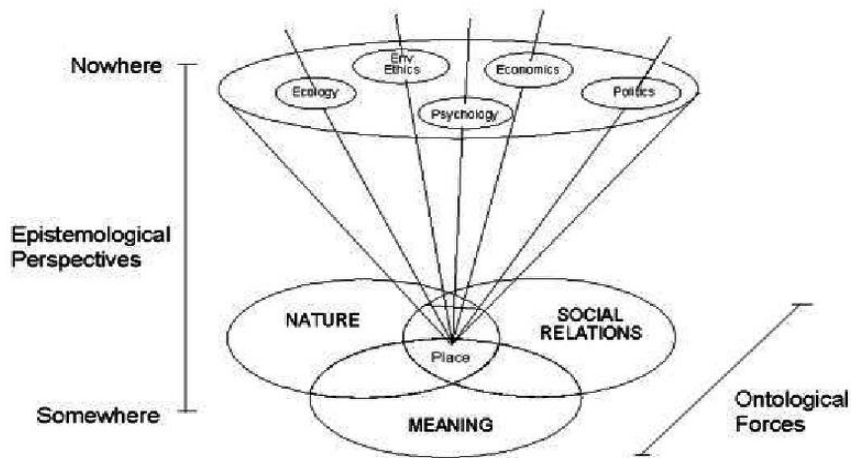 Nowhere
Env.
Ethics
Economics
Ecology
Politics
Psychology
Epistemological
Perspectives
NATURE
SOCIAL
RELATIONS
Place
Somewhere
MEANING
Ontological
Forces